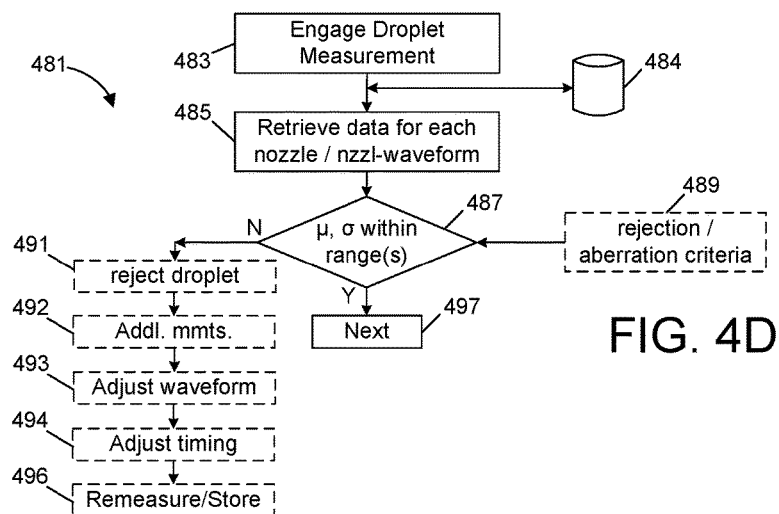 Engage Droplet
Measurement
483
481
484
485
Retrieve data for each
nozzle / nzzl-waveform
487
489
N
μ, σ within
range(s)
rejection /
aberration criteria
491
reject droplet
Y
492
Addl. mmts.
Next
497
FIG. 4D
493
Adjust waveform
494
Adjust timing
496
Remeasure/Store